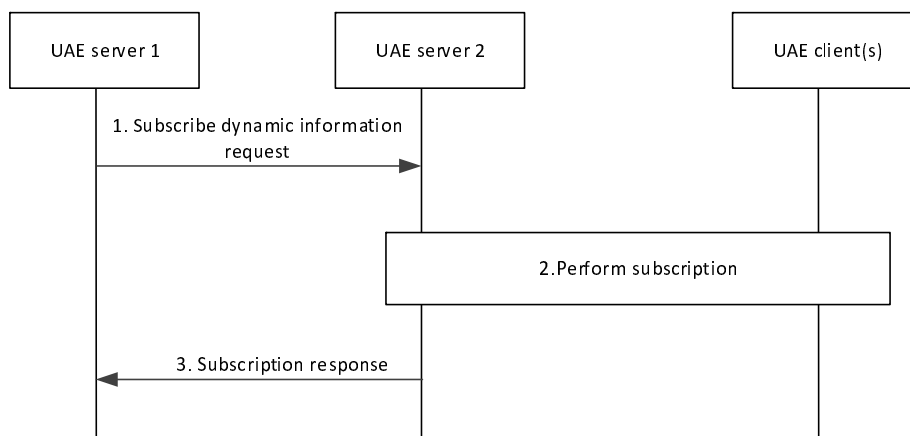 UAE server 1
UAE server 2
UAE client(s)
1. Subscribe dynamic information
request
2.Perform subscription
3. Subscription response